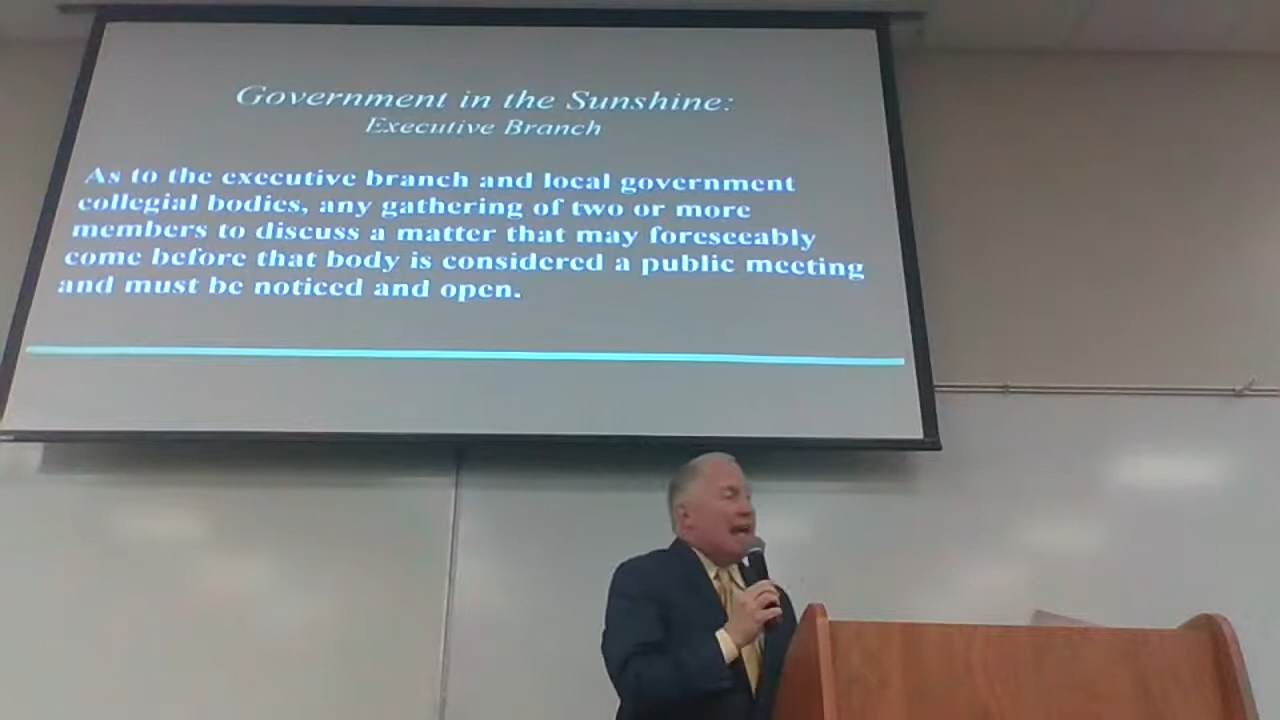 Government in the Sunshine:
Executive Branch
As to the executive branch and local government
collegial bodies, any gathering of two or more
members to discuss a matter that may foreseeably
come before that body is considered a public meeting
and must be noticed and open.